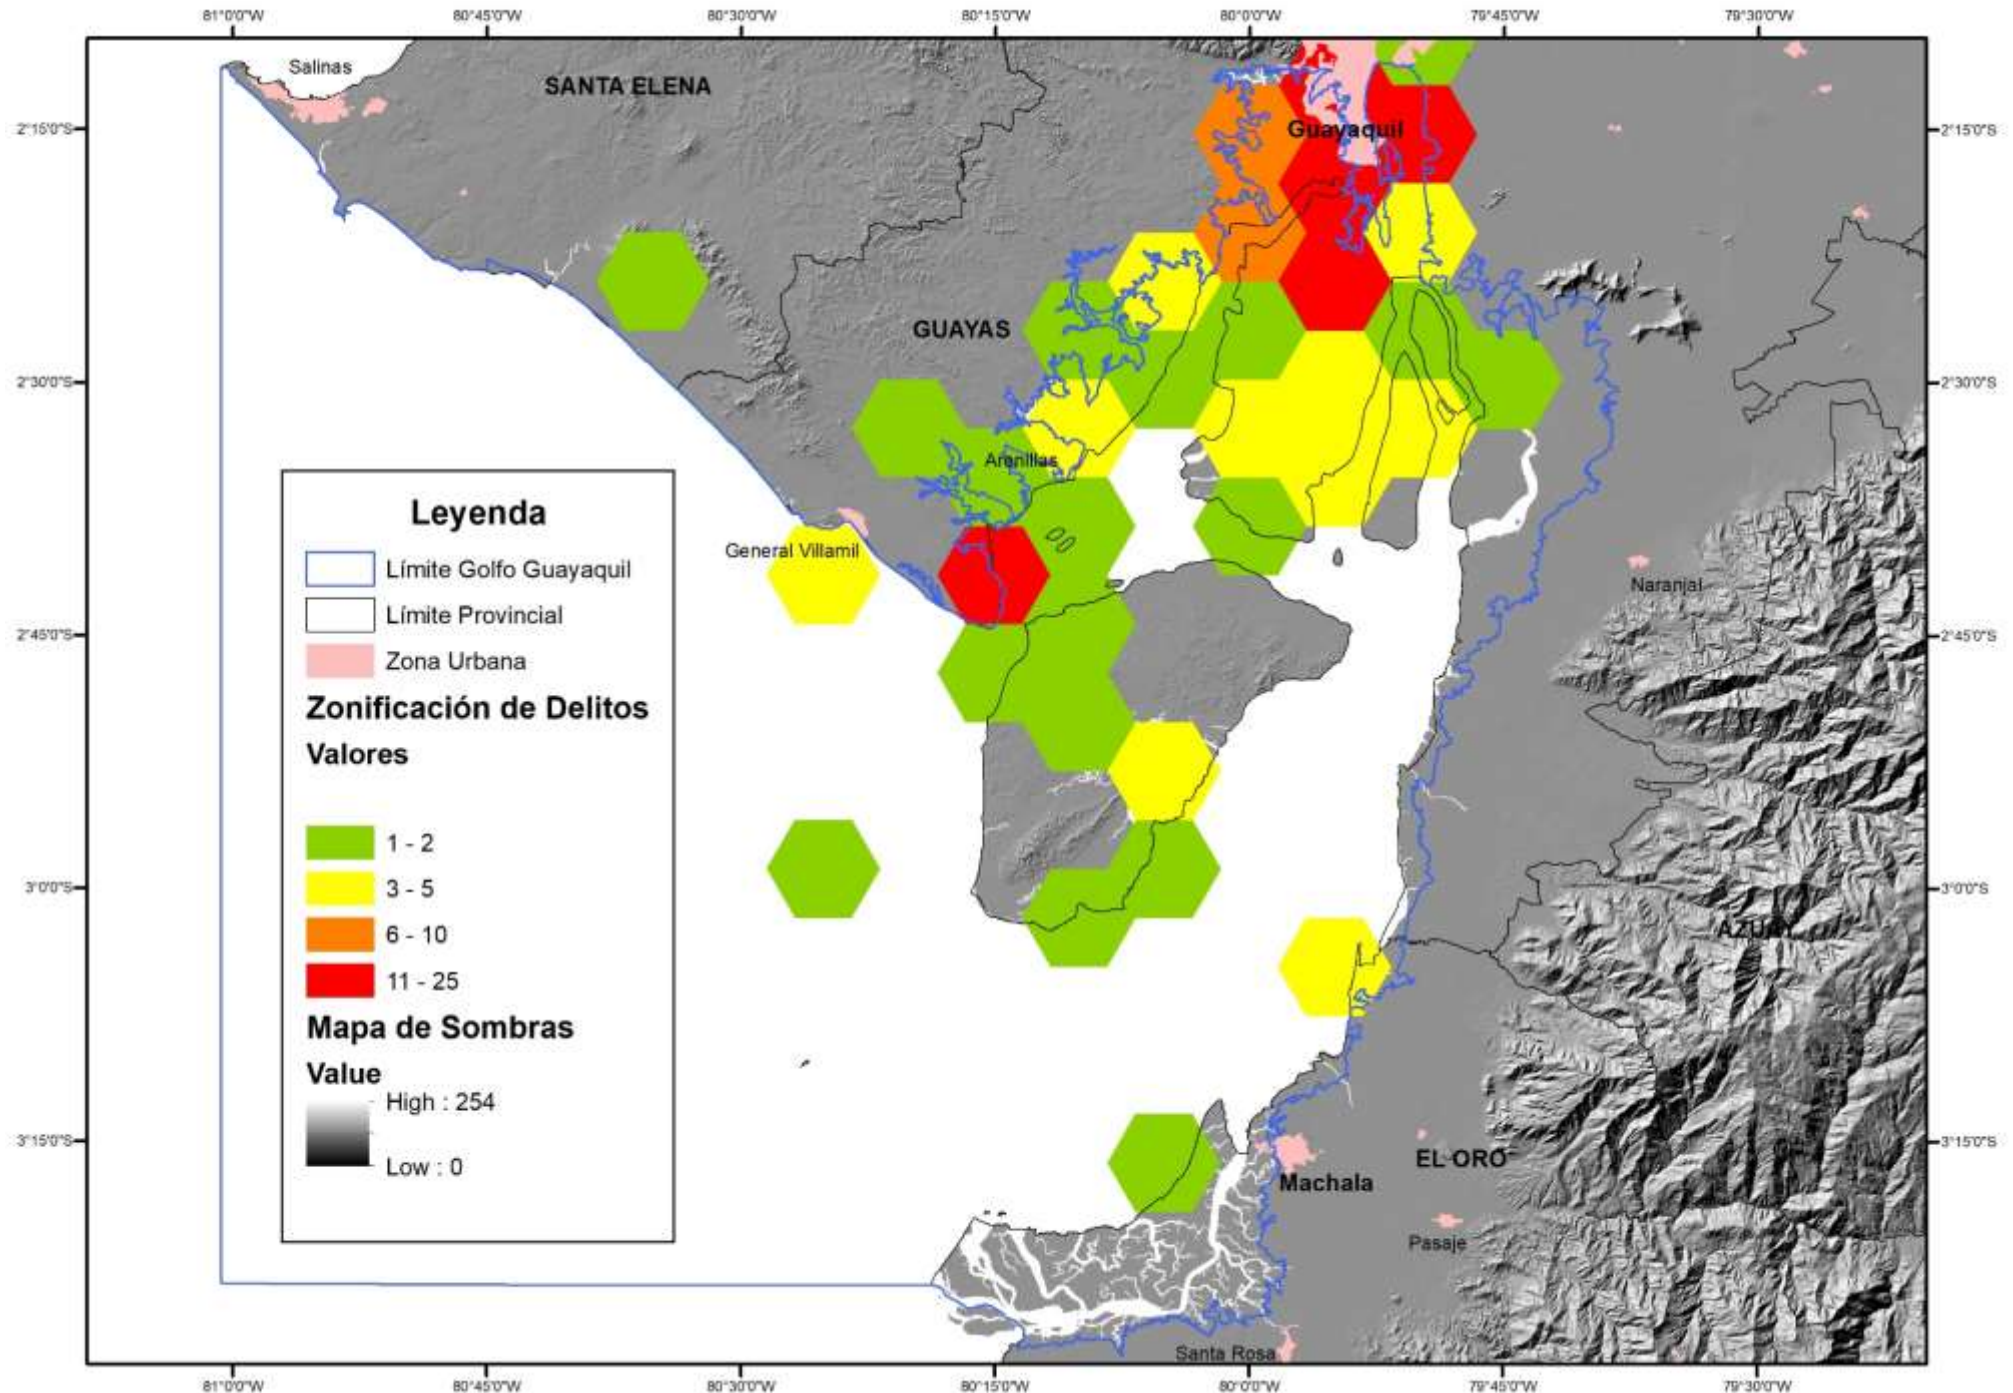 81°0'0"W 80°45'0"W 80°30'0"W 80°15'0"W 80°0'0"W 79°45'0"W 79°30'0"W
Salinas
SANTA ELENA
2°15'0"S
Guayaquil
2°15'0"S
GUAYAS
2°30'0"S
2°30'0"S
Arenillas
General Villamil
Naranjal
2°45'0"S
2°45'0"S
Leyenda
Límite Golfo Guayaquil
Límite Provincial
Zona Urbana
Zonificación de Delitos
Valores
1 - 2
3 - 5
6 - 10
11 - 25
Mapa de Sombras
Value
High : 254
Low : 0
3°0'0"S
3°0'0"S
AZUAY
3°15'0"S
3°15'0"S
EL ORO
Machala
Pasaje
Santa Rosa
81°0'0"W 80°45'0"W 80°30'0"W 80°15'0"W 80°0'0"W 79°45'0"W 79°30'0"W